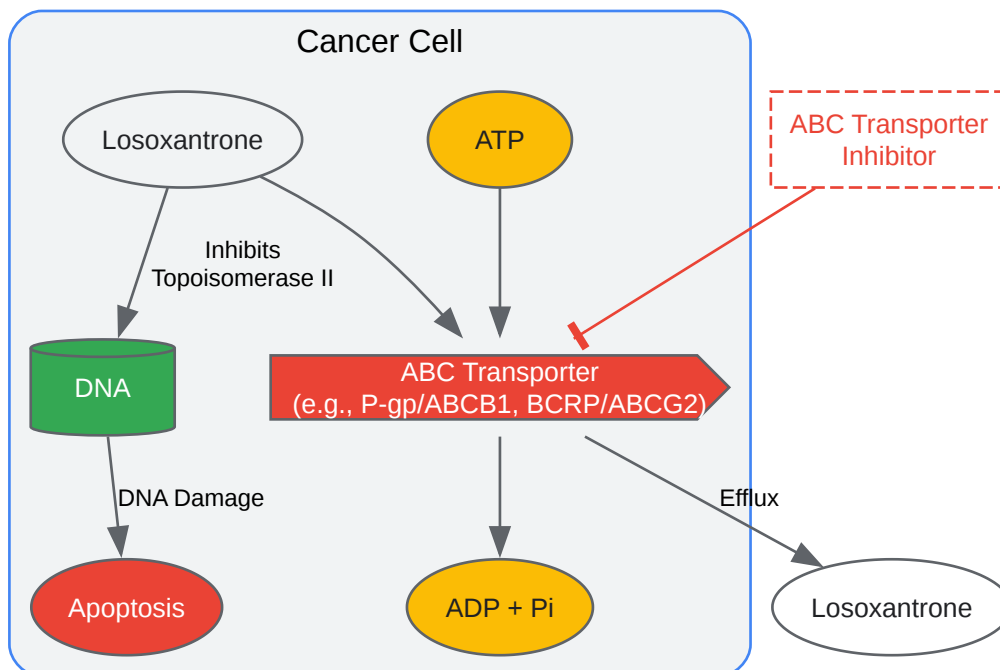 Cancer Cell
Losoxantrone
ATP
ABC Transporter
Inhibitor
Inhibits
Topoisomerase II
DNA
ABC Transporter
(e.g., P-gp/ABCB1, BCRP/ABCG2)
DNA Damage
Efflux
Apoptosis
ADP + Pi
Losoxantrone